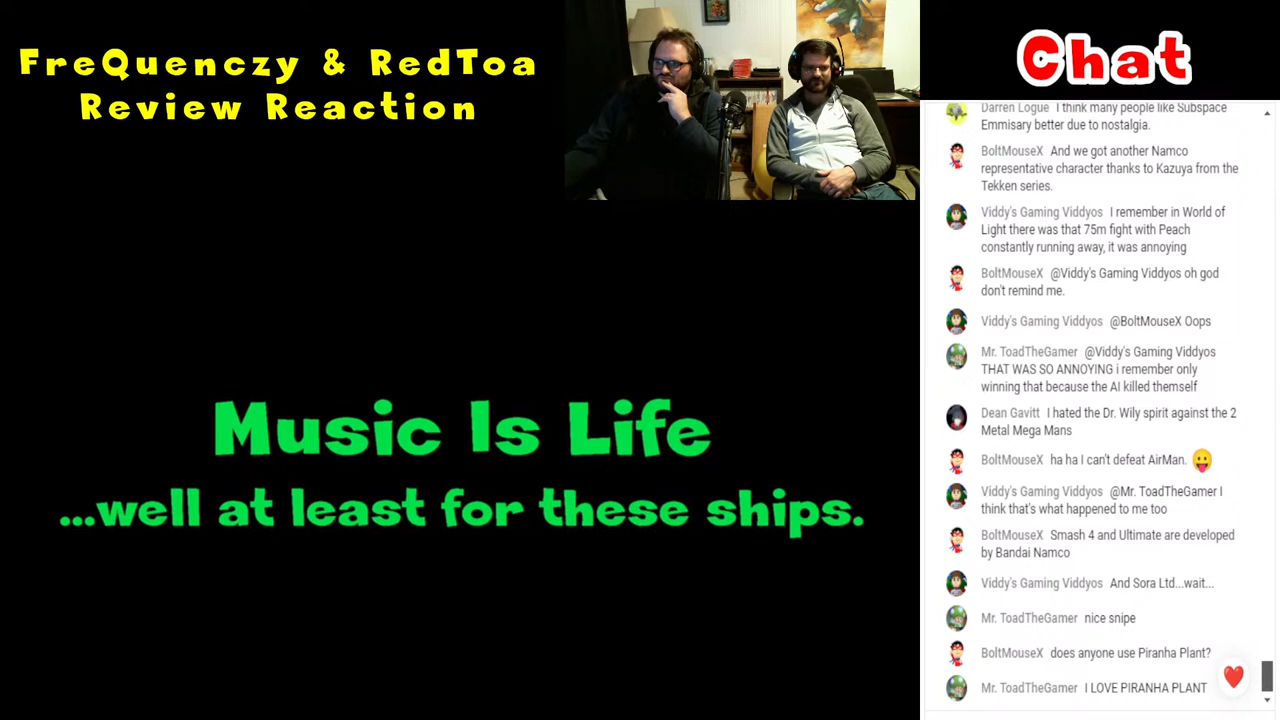 FreQuenczy & RedToa
Review Reaction
Chat
Darren Logue I think many people like Subspace
Emmisary better due to nostalgia.
BoltMouseX And we got another Namco
representative character thanks to Kazuya from the
Tekken series.
Viddy's Gaming Viddyos I remember in World of
Light there was that 75m fight with Peach
constantly running away, it was annoying
BoltMouseX @Viddy's Gaming Viddyos oh god
don't remind me.
Viddy's Gaming Viddyos @BoltMouseX Oops
Mr. ToadTheGamer @Viddy's Gaming Viddyos
THAT WAS SO ANNOYING i remember only
winning that because the AI killed themself
Dean Gavitt I hated the Dr. Wily spirit against the 2
Metal Mega Mans
BoltMouseX ha ha I can't defeat AirMan.
Viddy's Gaming Viddyos @Mr. ToadTheGamer I
think that's what happened to me too
BoltMouseX Smash 4 and Ultimate are developed
by Bandai Namco
Viddy's Gaming Viddyos And Sora Ltd...wait...
Mr. ToadTheGamer nice snipe
BoltMouseX does anyone use Piranha Plant?
Mr. ToadTheGamer I LOVE PIRANHA PLANT
Music Is Life
...well at least for these ships.